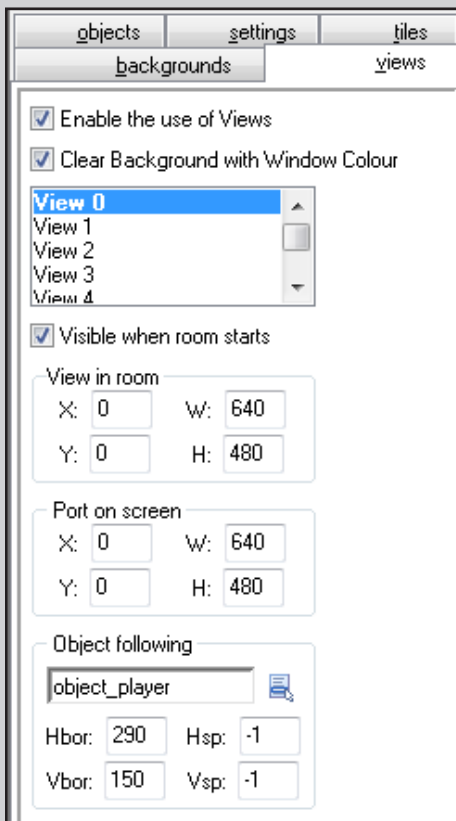 objects settings tiles
backgrounds views
Enable the use of Views
Clear Background with Window Colour
View 0
View 1
View 2
View 3
View 4
Visible when room starts
View in room
X: 0 W: 640
Y: 0 H: 480
Port on screen
X: 0 W: 640
Y: 0 H: 480
Object following
object_player
Hbor: 290 Hsp: -1
Vbor: 150 Vsp: -1